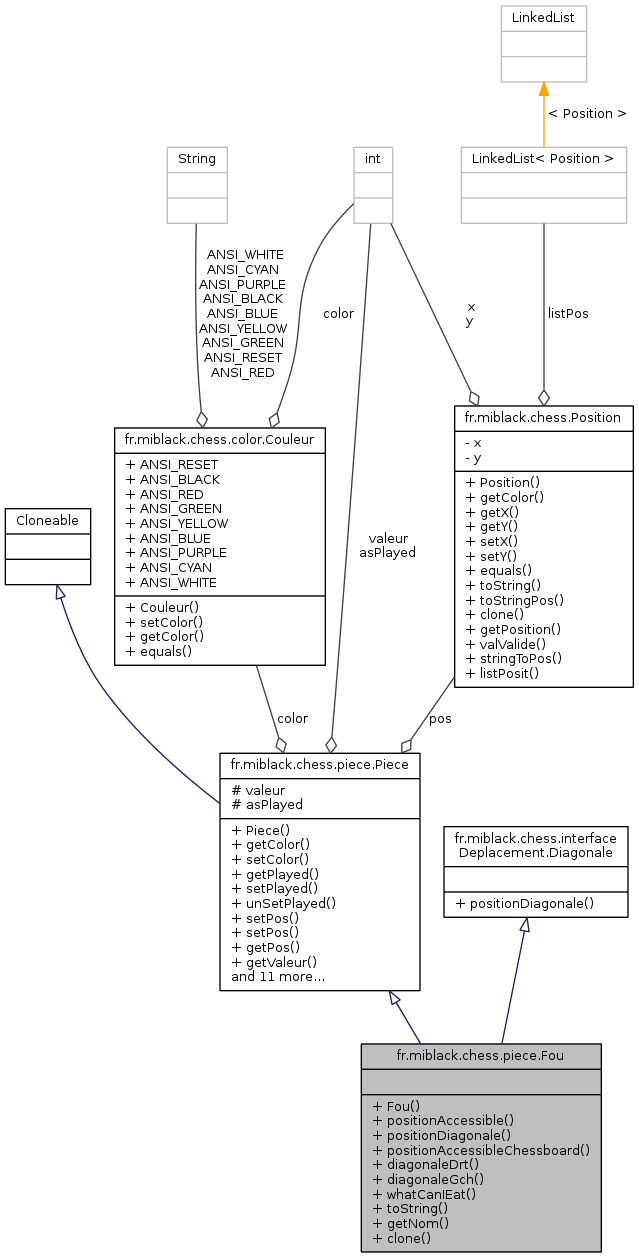 LinkedList
< Position >
String
int
LinkedList< Position >
ANSI_WHITE
ANSI_CYAN
ANSI_PURPLE
ANSI_BLACK
ANSI_BLUE
ANSI_YELLOW
ANSI_GREEN
ANSI_RESET
ANSI_RED
color
x
y
listPos
fr.miblack.chess.color.Couleur
+ ANSI_RESET
+ ANSI_BLACK
+ ANSI_RED
+ ANSI_GREEN
+ ANSI_YELLOW
+ ANSI_BLUE
+ ANSI_PURPLE
+ ANSI_CYAN
+ ANSI_WHITE
+ Couleur()
+ setColor()
+ getColor()
+ equals()
fr.miblack.chess.Position
- x
- y
+ Position()
+ getColor()
+ getX()
+ getY()
+ setX()
+ setY()
+ equals()
+ toString()
+ toStringPos()
+ clone()
+ getPosition()
+ valValide()
+ stringToPos()
+ listPosit()
Cloneable
valeur
asPlayed
color
pos
fr.miblack.chess.piece.Piece
# valeur
# asPlayed
+ Piece()
+ getColor()
+ setColor()
+ getPlayed()
+ setPlayed()
+ unSetPlayed()
+ setPos()
+ setPos()
+ getPos()
+ getValeur()
and 11 more...
fr.miblack.chess.interface
Deplacement.Diagonale
+ positionDiagonale()
fr.miblack.chess.piece.Fou
+ Fou()
+ positionAccessible()
+ positionDiagonale()
+ positionAccessibleChessboard()
+ diagonaleDrt()
+ diagonaleGch()
+ whatCanIEat()
+ toString()
+ getNom()
+ clone()